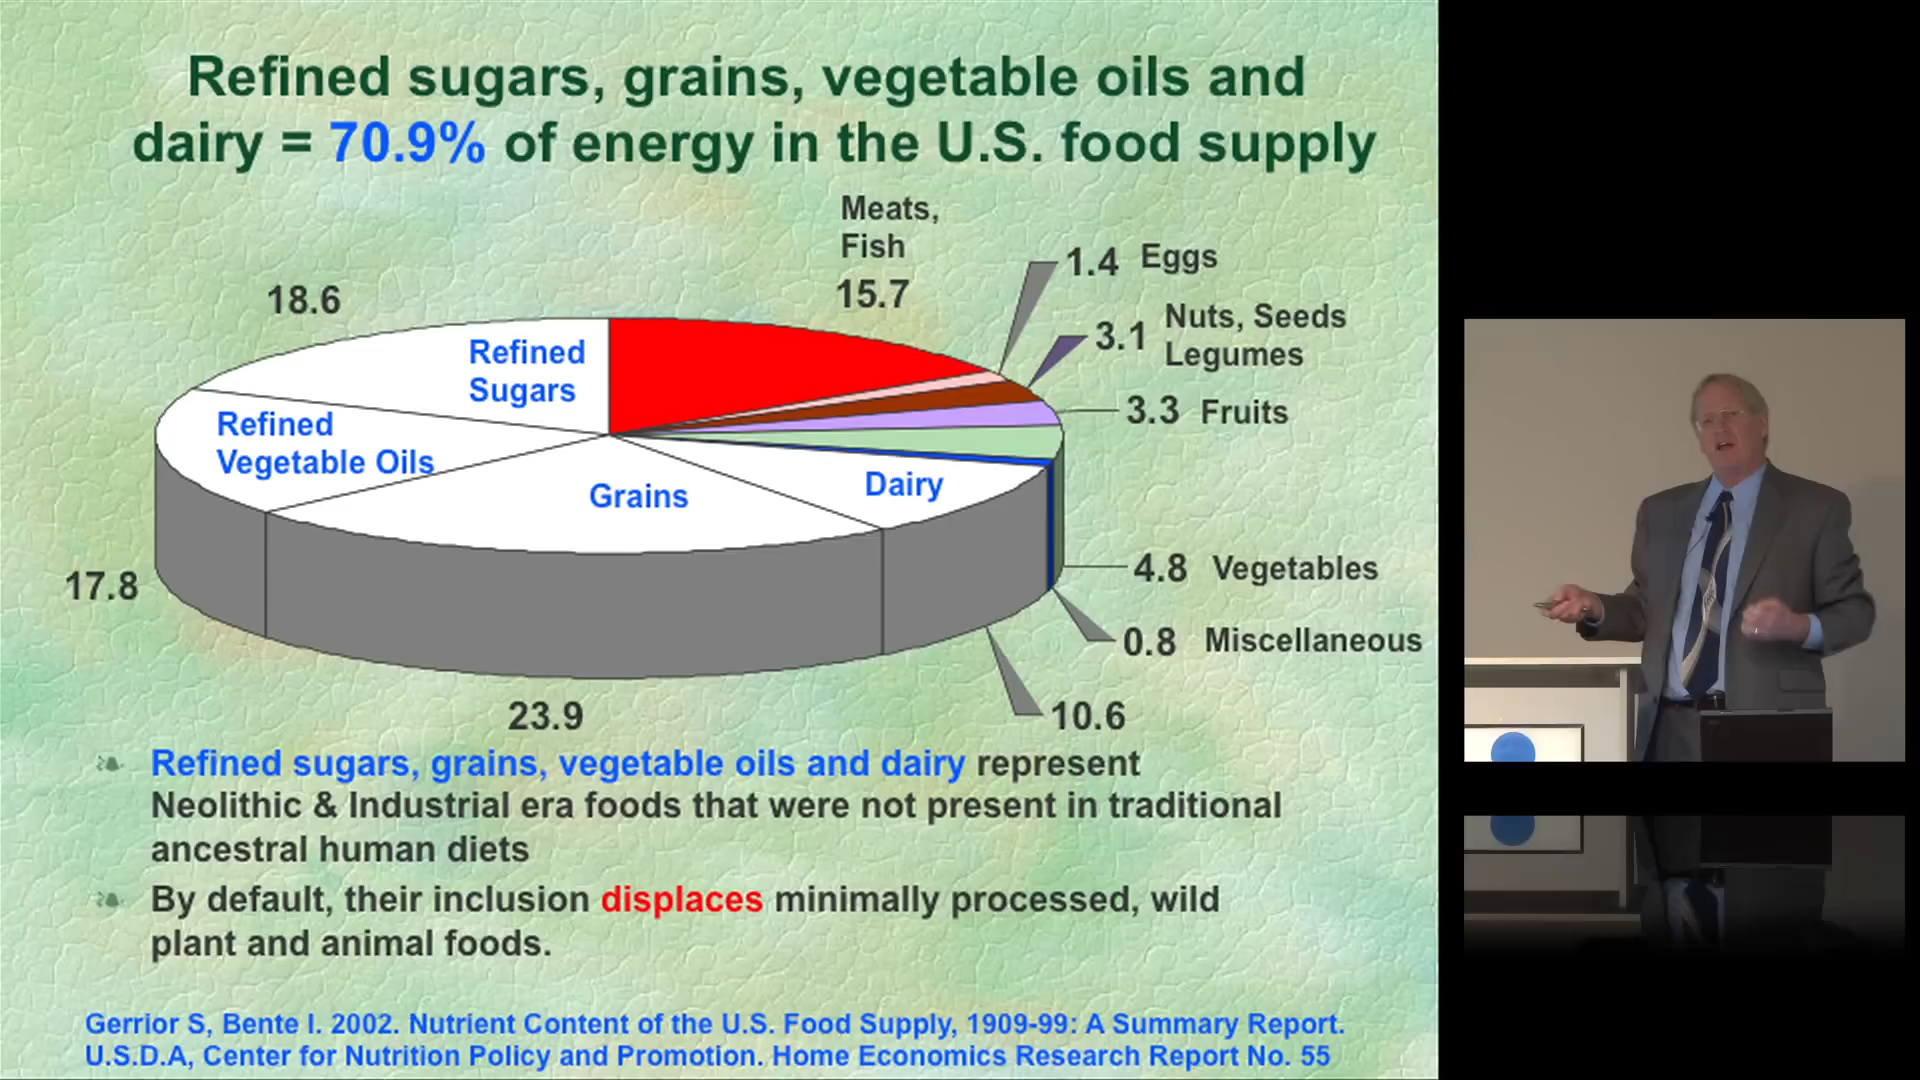 Refined sugars, grains, vegetable oils and
dairy = 70.9% of energy in the U.S. food supply
Meats,
Fish
15.7
1.4 Eggs
3.1 Nuts, Seeds
Legumes
3.3 Fruits
18.6
Refined
Sugars
Refined
Vegetable Oils
Grains
Dairy
4.8 Vegetables
0.8 Miscellaneous
17.8
23.9
10.6
Refined sugars, grains, vegetable oils and dairy represent
Neolithic & Industrial era foods that were not present in traditional
ancestral human diets
By default, their inclusion displaces minimally processed, wild
plant and animal foods.
Gerrior S, Bente I. 2002. Nutrient Content of the U.S. Food Supply, 1909-99: A Summary Report.
U.S.D.A, Center for Nutrition Policy and Promotion. Home Economics Research Report No. 55